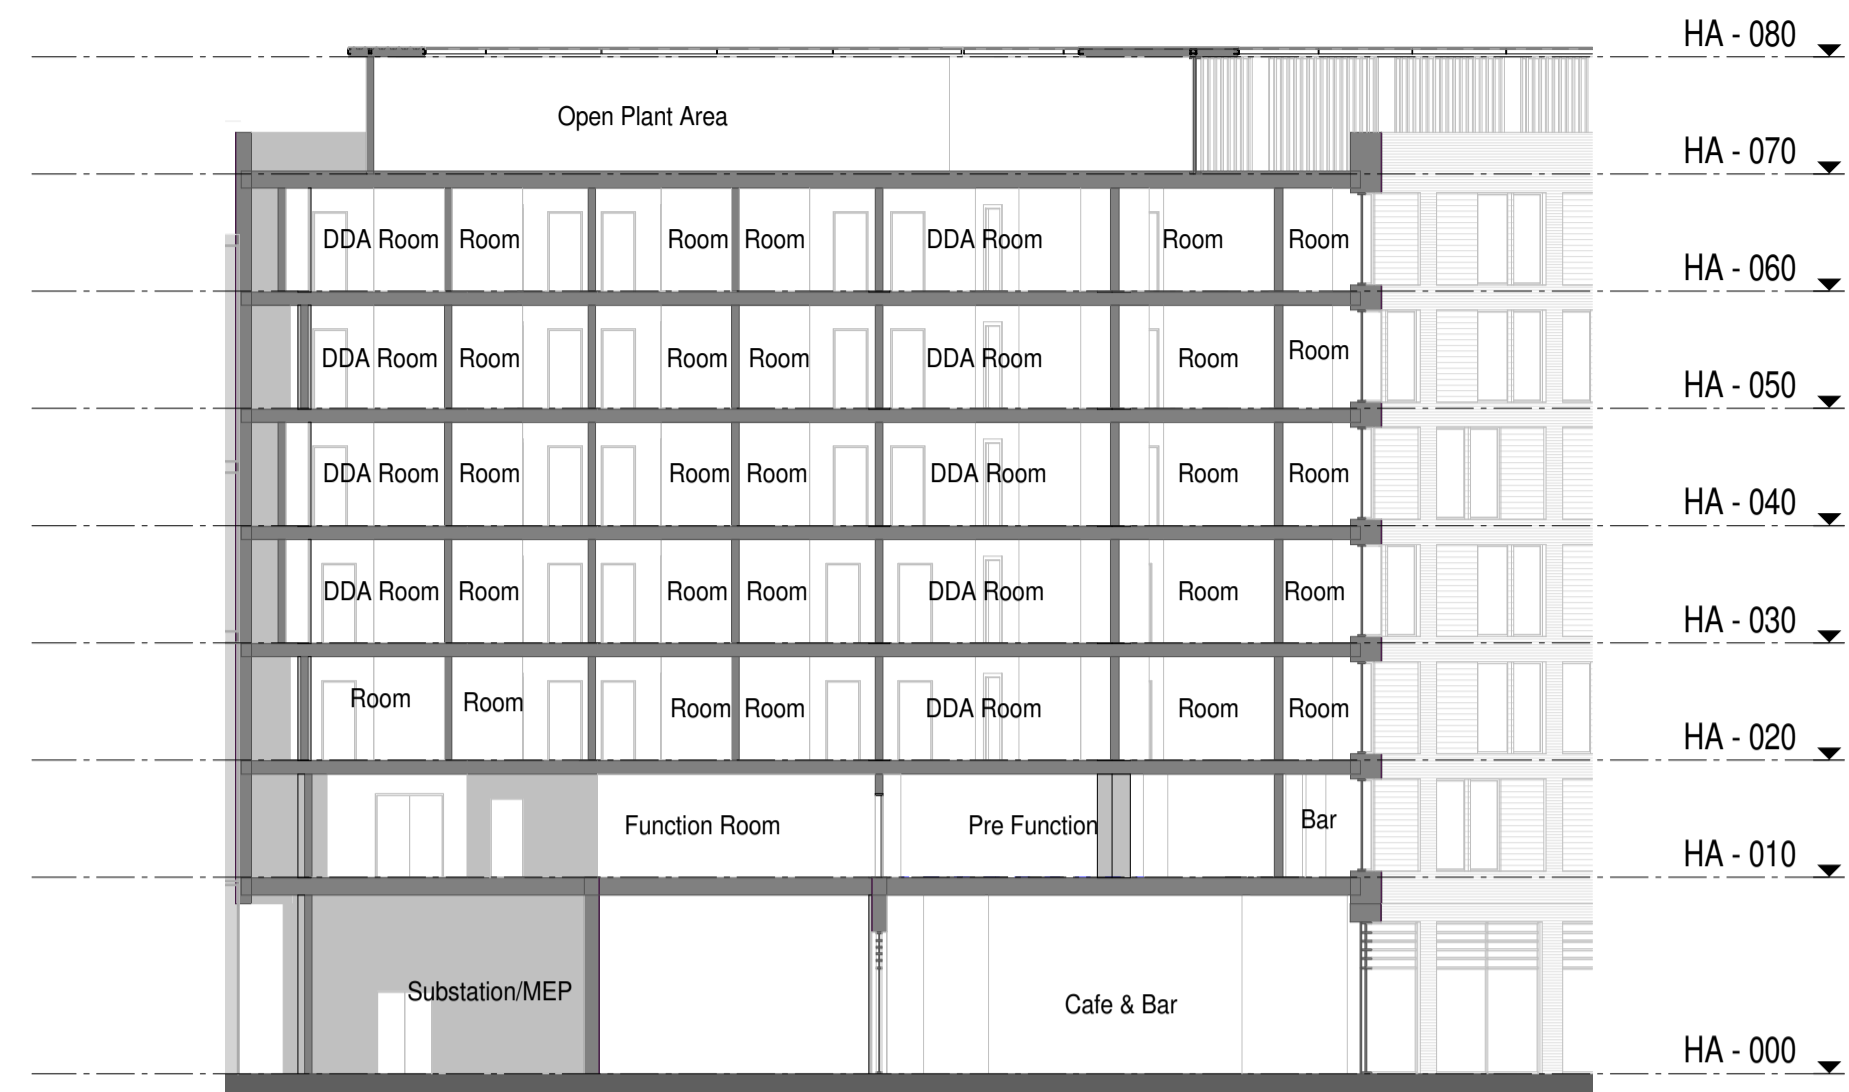 HA - 080
Open Plant Area
HA - 070
DDA Room Room Room Room DDA Room Room Room
HA - 060
DDA Room Room Room Room DDA Room Room Room
HA - 050
DDA Room Room Room Room DDA Room Room Room
HA - 040
DDA Room Room Room Room DDA Room Room Room
HA - 030
Room Room Room Room DDA Room Room Room
HA - 020
Function Room Pre Function Bar
HA - 010
Substation/MEP Cafe & Bar
HA - 000